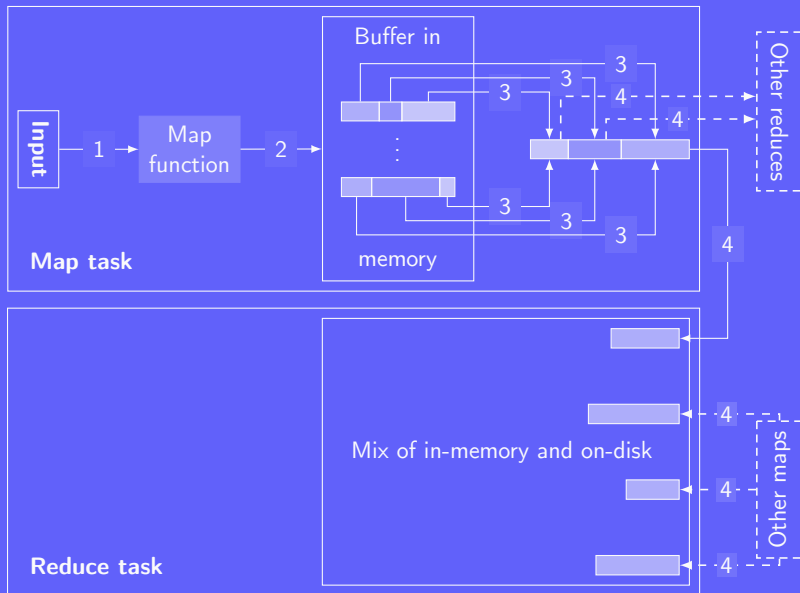 Buffer in
3
3
3
4
4
Other reduces
Input
1
Map
function
2
⋮
3
3
3
4
Map task
memory
4
Mix of in-memory and on-disk
4
4
Other maps
Reduce task